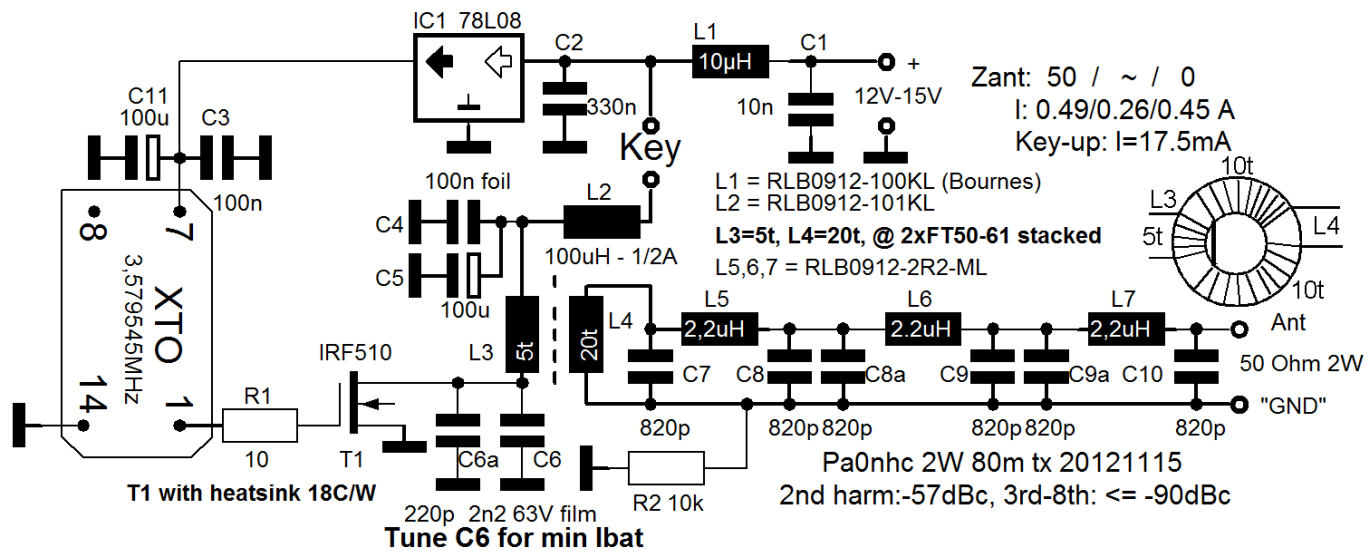 IC1 78L08
C2
330n
L1
10µH
C1
10n
+
12V-15V
Zant: 50 / ~ / 0
I: 0.49/0.26/0.45 A
Key-up: I=17.5mA
C11
100u
C3
100n
Key
L1 = RLB0912-100KL (Bournes)
L2 = RLB0912-101KL
L3=5t, L4=20t, @ 2xFT50-61 stacked
L5,6,7 = RLB0912-2R2-ML
10t
L3
5t
L4
10t
100n foil
C4
C5
100u
L2
100uH - 1/2A
8
7
XTO
3,579545MHz
14
1
R1
10
IRF510
T1
T1 with heatsink 18C/W
L3
5t
20t
L4
L5
2,2uH
L6
2.2uH
L7
2,2uH
Ant
50 Ohm 2W
"GND"
C6a
C6
220p
2n2 63V film
Tune C6 for min Ibat
C7
C8
C8a
C9
C9a
C10
820p
820p
820p
820p
820p
820p
R2 10k
Pa0nhc 2W 80m tx 20121115
2nd harm:-57dBc, 3rd-8th: <= -90dBc